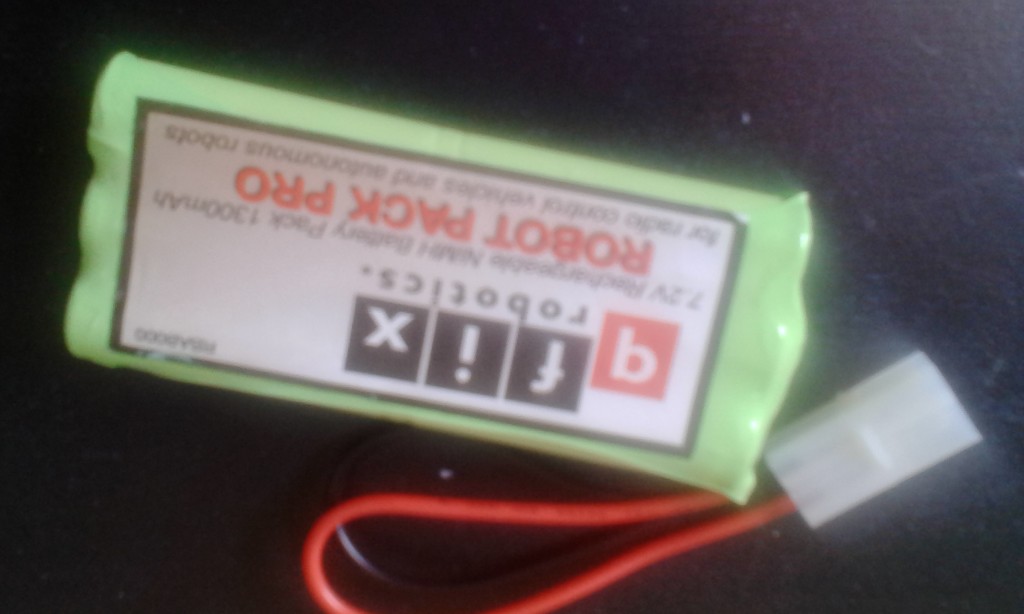 qfix
robotics.
7.2V Rechargeable NiMH Battery Pack 1300mAh
ROBOT PACK PRO
for radio control vehicles and autonomous robots